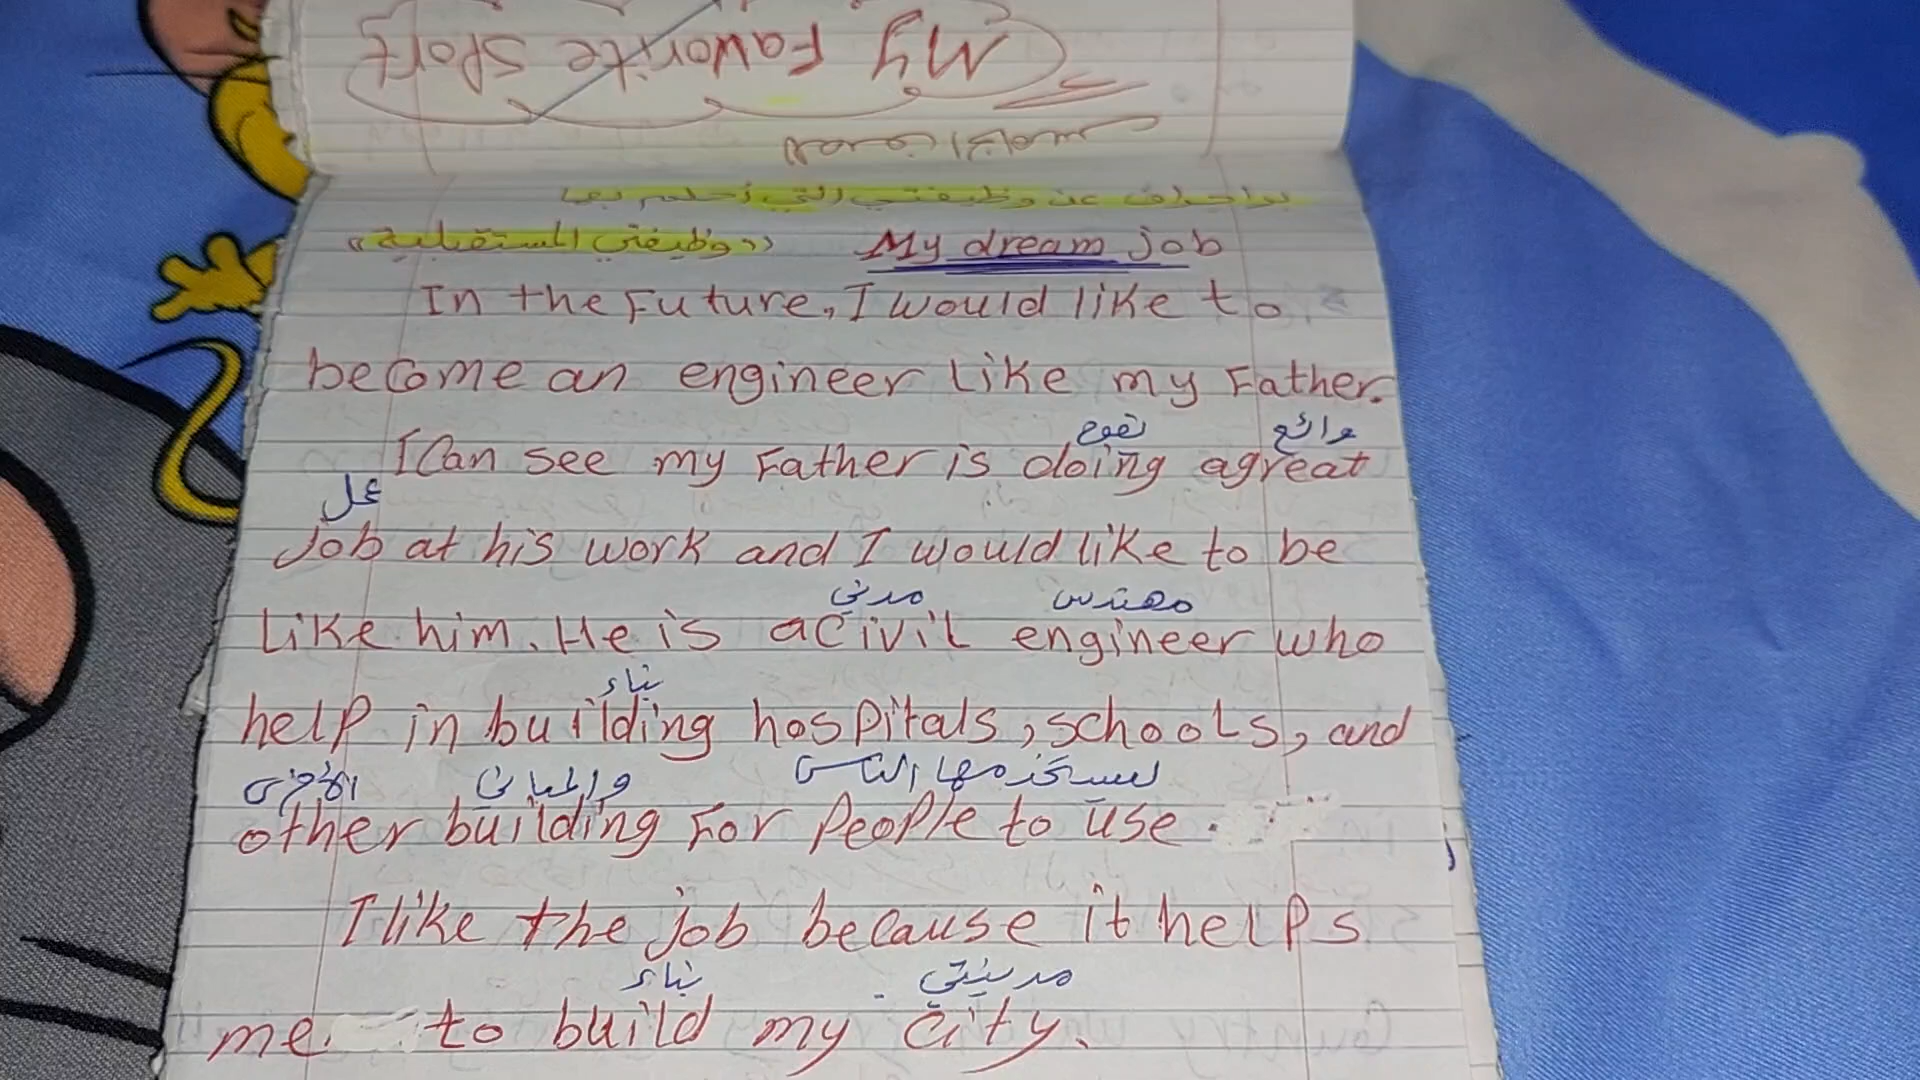 My Favorite Sport
للصف الخامس
براجراف عن وظيفتي التي أحلم بها
My dream job «وظيفتي المستقبلية»
In the Future, I would like to
become an engineer like my Father.
تقوم رائع
I Can see my Father is doing a great
عمل
Job at his work and I would like to be
مدني مهندس
Like him. He is a Civil engineer who
بناء
help in building hospitals, schools, and
الأخرى والمباني ليستخدمها الناس
other building For People to use.
I like the job because it helps
بناء مدينتي
me. to build my city.